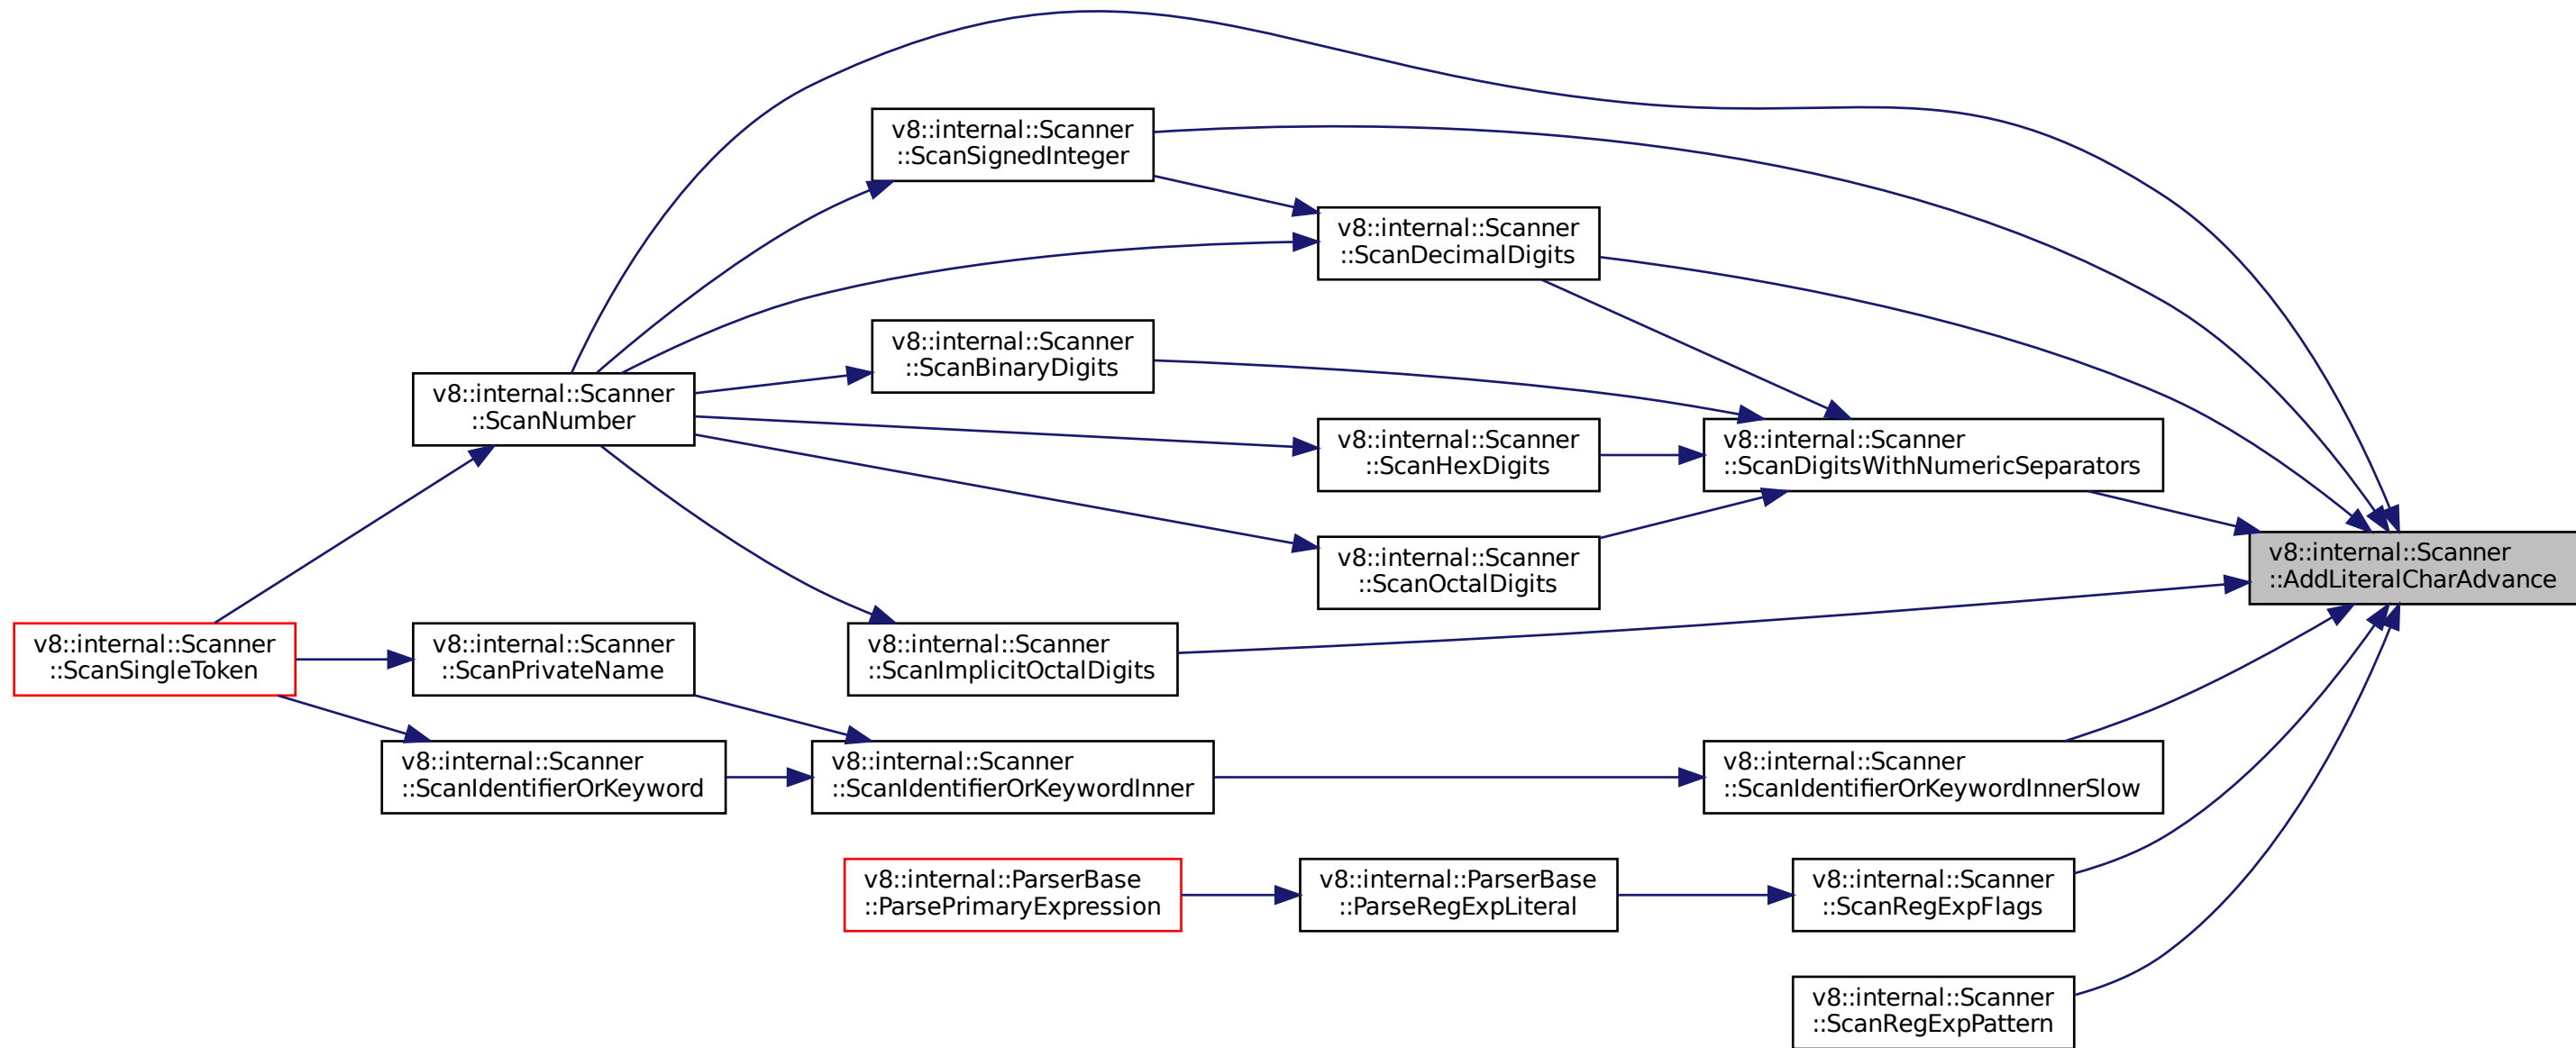 v8::internal::Scanner
::ScanSignedInteger
v8::internal::Scanner
::ScanDecimalDigits
v8::internal::Scanner
::ScanBinaryDigits
v8::internal::Scanner
::ScanNumber
v8::internal::Scanner
::ScanHexDigits
v8::internal::Scanner
::ScanDigitsWithNumericSeparators
v8::internal::Scanner
::ScanOctalDigits
v8::internal::Scanner
::AddLiteralCharAdvance
v8::internal::Scanner
::ScanSingleToken
v8::internal::Scanner
::ScanPrivateName
v8::internal::Scanner
::ScanImplicitOctalDigits
v8::internal::Scanner
::ScanIdentifierOrKeyword
v8::internal::Scanner
::ScanIdentifierOrKeywordInner
v8::internal::Scanner
::ScanIdentifierOrKeywordInnerSlow
v8::internal::ParserBase
::ParsePrimaryExpression
v8::internal::ParserBase
::ParseRegExpLiteral
v8::internal::Scanner
::ScanRegExpFlags
v8::internal::Scanner
::ScanRegExpPattern